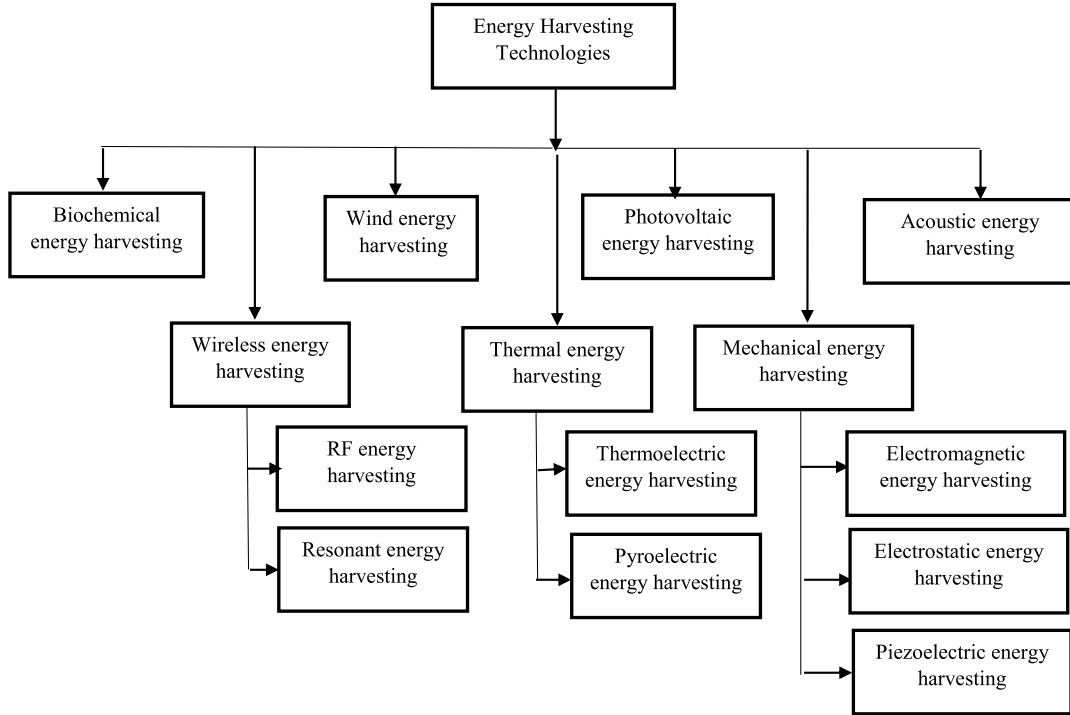 Energy Harvesting
Technologies
Biochemical
energy harvesting
Wind energy
harvesting
Photovoltaic
energy harvesting
Acoustic energy
harvesting
Wireless energy
harvesting
Thermal energy
harvesting
Mechanical energy
harvesting
RF energy
harvesting
Thermoelectric
energy harvesting
Electromagnetic
energy harvesting
Resonant energy
harvesting
Pyroelectric
energy harvesting
Electrostatic energy
harvesting
Piezoelectric energy
harvesting